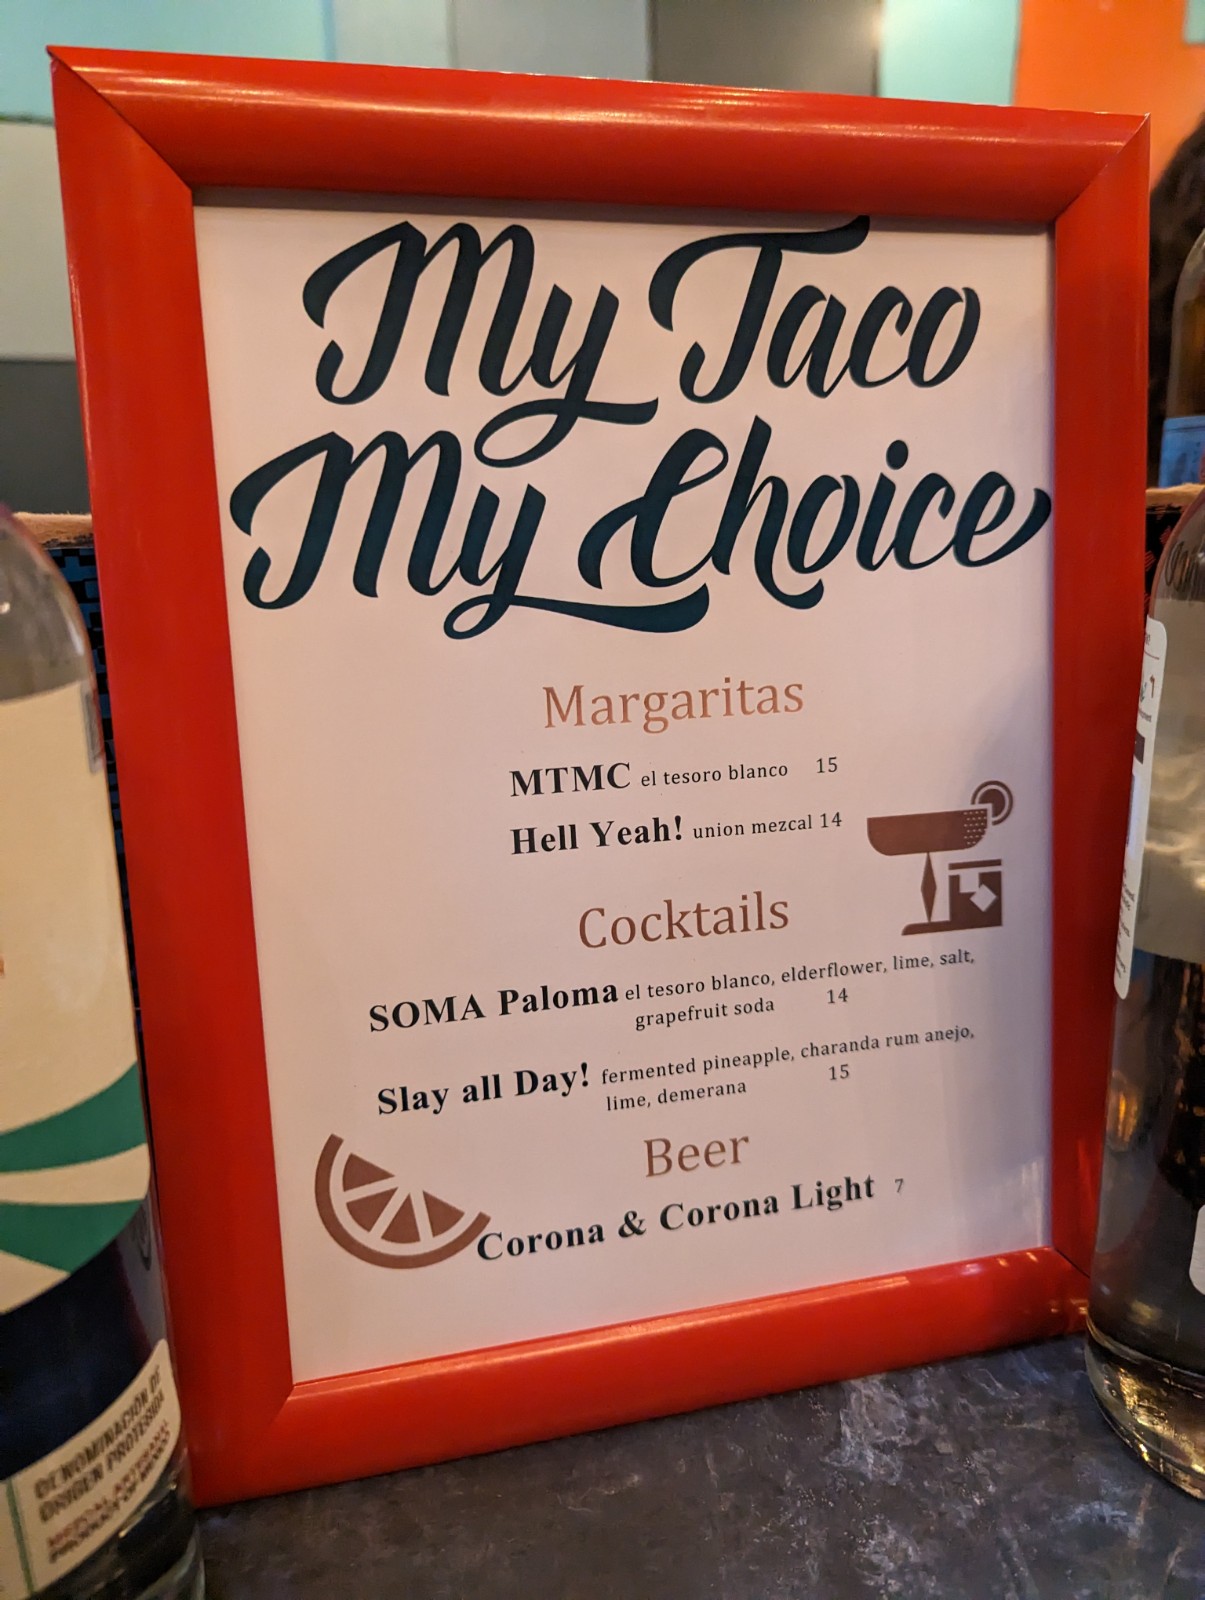 My Taco
My Choice
Margaritas
MTMC el tesoro blanco 15
Hell Yeah! union mezcal 14
Cocktails
SOMA Paloma el tesoro blanco, elderflower, lime, salt,
grapefruit soda 14
Slay all Day! fermented pineapple, charanda rum anejo,
lime, demerana 15
Beer
Corona & Corona Light 7
DENOMINACIÓN DE
ORIGEN PROTEGIDA
MEZCAL ARTESANAL